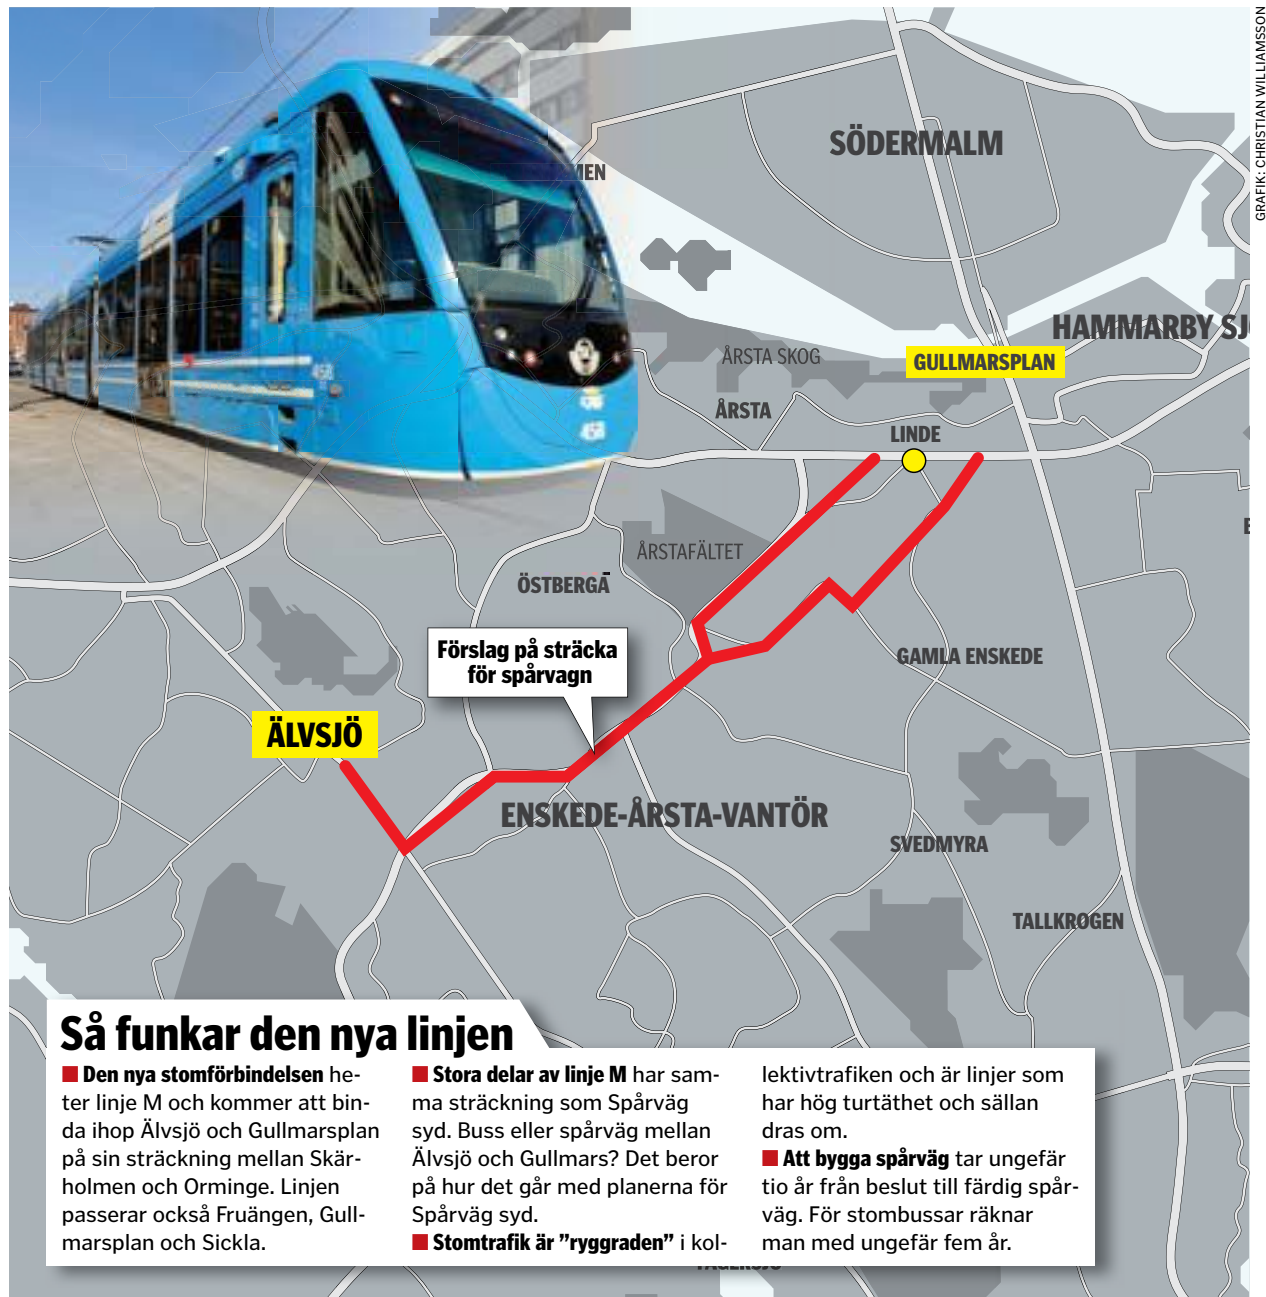 GRAFIK: CHRISTIAN WILLIAMSSON
SÖDERMALM
HAMMARBY
GULLMARSPLAN
ÅRSTA SKOG
ÅRSTA
LINDE
458
458
ÅRSTAFÄLTET
ÖSTBERGA
Förslag på sträcka
för spårvagn
GAMLA ENSKEDE
ÄLVSJÖ
ENSKEDE-ÅRSTA-VANTÖR
SVEDMYRA
TALLKROGEN
Så funkar den nya linjen
■ Den nya stomförbindelsen he-
ter linje M och kommer att bin-
da ihop Älvsjö och Gullmarsplan
på sin sträckning mellan Skär-
holmen och Orminge. Linjen
passerar också Fruängen, Gull-
marsplan och Sickla.
■ Stora delar av linje M har sam-
ma sträckning som Spårväg
syd. Buss eller spårväg mellan
Älvsjö och Gullmars? Det beror
på hur det går med planerna för
Spårväg syd.
■ Stomtrafik är ”ryggraden” i kol-
lektivtrafiken och är linjer som
har hög turtäthet och sällan
dras om.
■ Att bygga spårväg tar ungefär
tio år från beslut till färdig spår-
väg. För stombussar räknar
man med ungefär fem år.